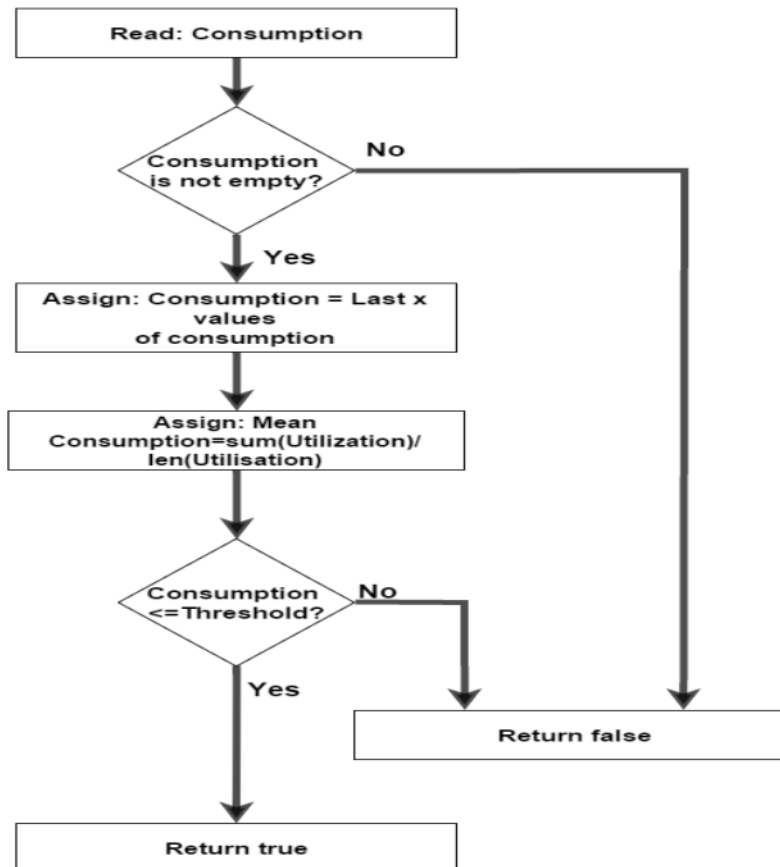 Read: Consumption
Consumption
is not empty?
No
Yes
Assign: Consumption = Last x
values
of consumption
Assign: Mean
Consumption=sum(Utilization)/
len(Utilisation)
Consumption
<=Threshold?
No
Yes
Return false
Return true